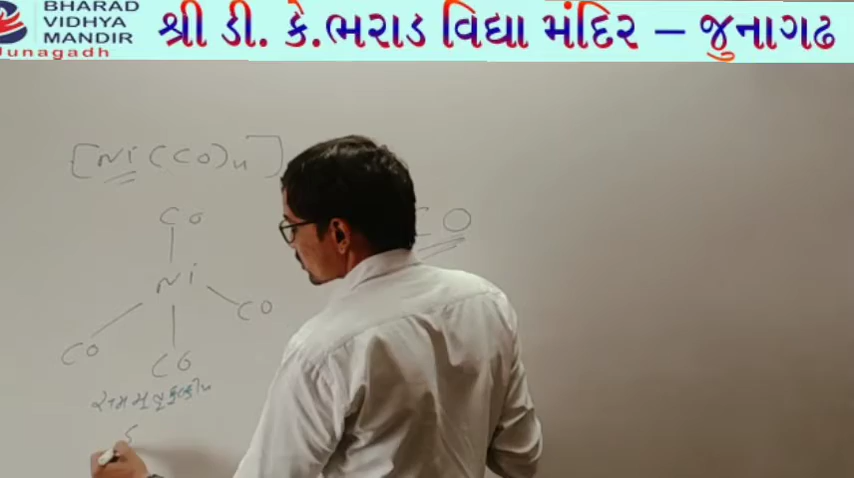 BHARAD
VIDHYA
MANDIR
Junagadh
શ્રી ડી. કે.ભરાડ વિદ્યા મંદિર – જુનાગઢ
[Ni(CO)4]
CO
CO
Ni
CO
CO
CO